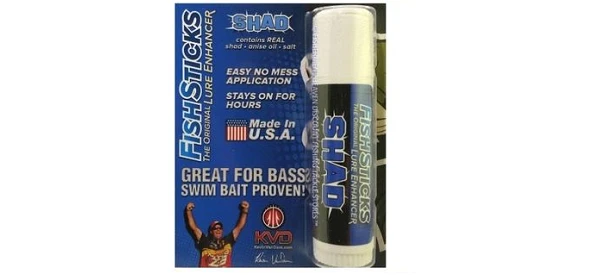 FISHSTICKS
THE ORIGINAL LURE ENHANCER
SHAD
contains REAL
shad - anise oil - salt
EASY NO MESS
APPLICATION
STAYS ON FOR
HOURS
Made In
U.S.A.
GREAT FOR BASS
SWIM BAIT PROVEN!
KVD
FISHSTICKS
THE ORIGINAL LURE ENHANCER
SHAD